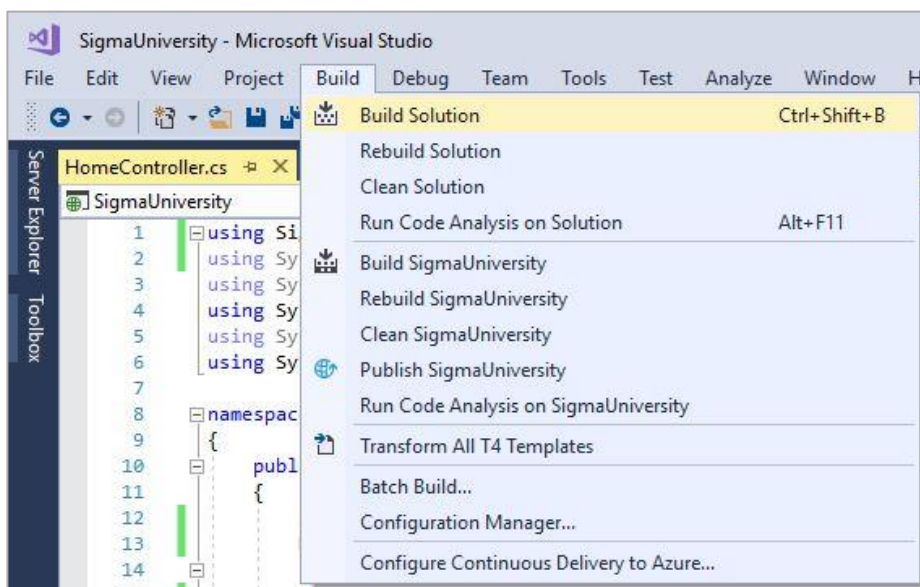 SigmaUniversity - Microsoft Visual Studio
File Edit View Project Build Debug Team Tools Test Analyze Window H
Build Solution Ctrl+Shift+B
Rebuild Solution
Clean Solution
Run Code Analysis on Solution Alt+F11
Build SigmaUniversity
Rebuild SigmaUniversity
Clean SigmaUniversity
Publish SigmaUniversity
Run Code Analysis on SigmaUniversity
Transform All T4 Templates
Batch Build...
Configuration Manager...
Configure Continuous Delivery to Azure...
Server Explorer
Toolbox
HomeController.cs
SigmaUniversity
1 using Si
2 using Sy
3 using Sy
4 using Sy
5 using Sy
6 using Sy
7
8 namespac
9 {
10 publ
11 {
12
13
14